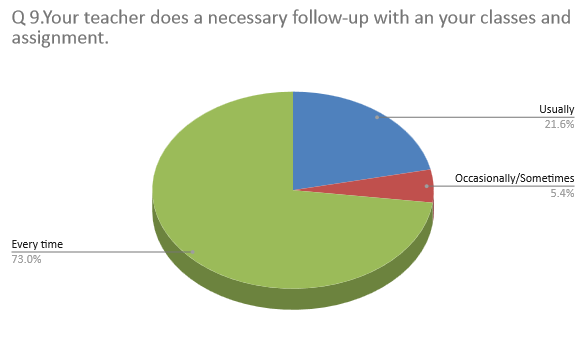 Q 9.Your teacher does a necessary follow-up with an your classes and
assignment.
Usually
21.6%
Occasionally/Sometimes
5.4%
Every time
73.0%